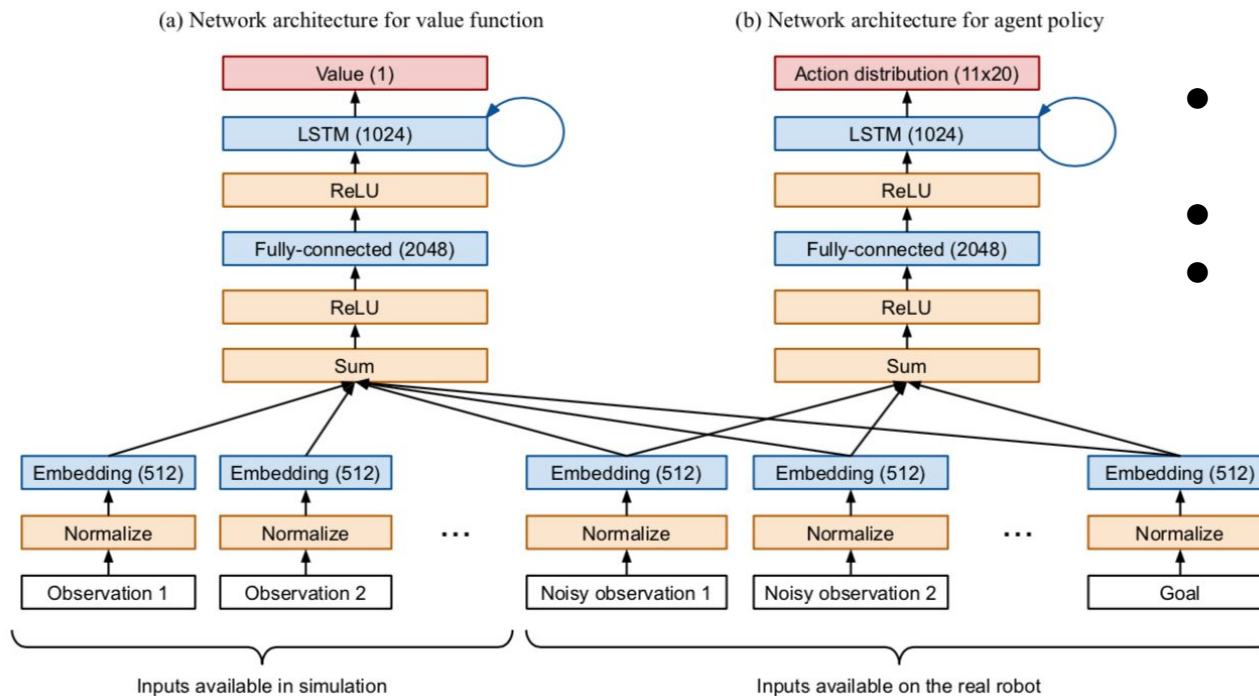 (a) Network architecture for value function
(b) Network architecture for agent policy
Value (1)
LSTM (1024)
ReLU
Fully-connected (2048)
ReLU
Sum
Action distribution (11x20)
LSTM (1024)
ReLU
Fully-connected (2048)
ReLU
Sum
Embedding (512) Embedding (512) Embedding (512) Embedding (512) Embedding (512)
Normalize Normalize ... Normalize Normalize ... Normalize
Observation 1 Observation 2 Noisy observation 1 Noisy observation 2 Goal
Inputs available in simulation
Inputs available on the real robot